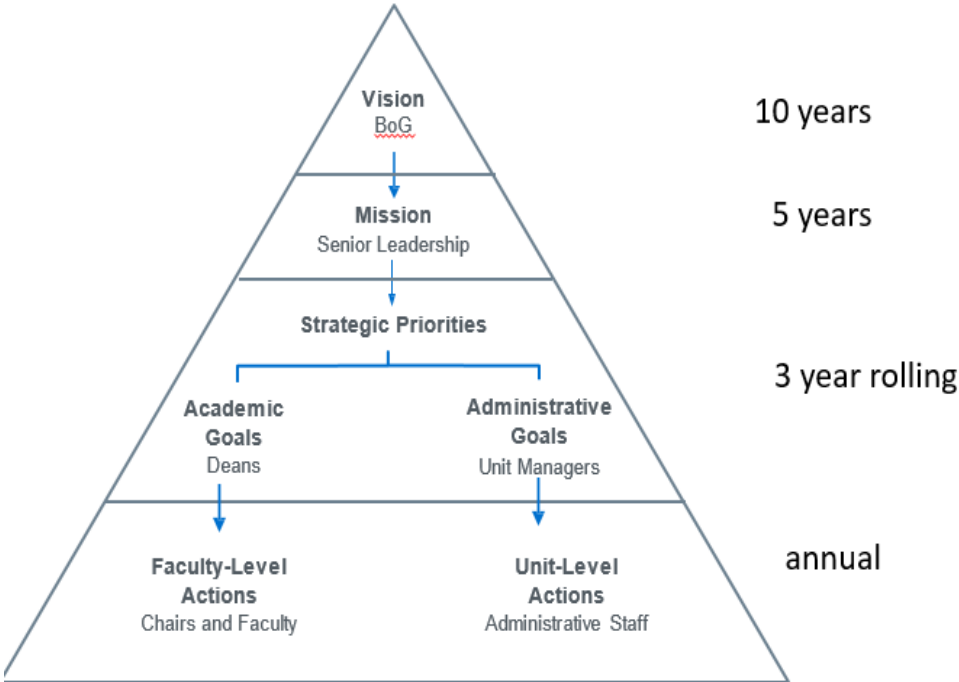 Vision
BoG
10 years
Mission
Senior Leadership
5 years
Strategic Priorities
3 year rolling
Academic
Goals
Deans
Administrative
Goals
Unit Managers
annual
Faculty-Level
Actions
Chairs and Faculty
Unit-Level
Actions
Administrative Staff